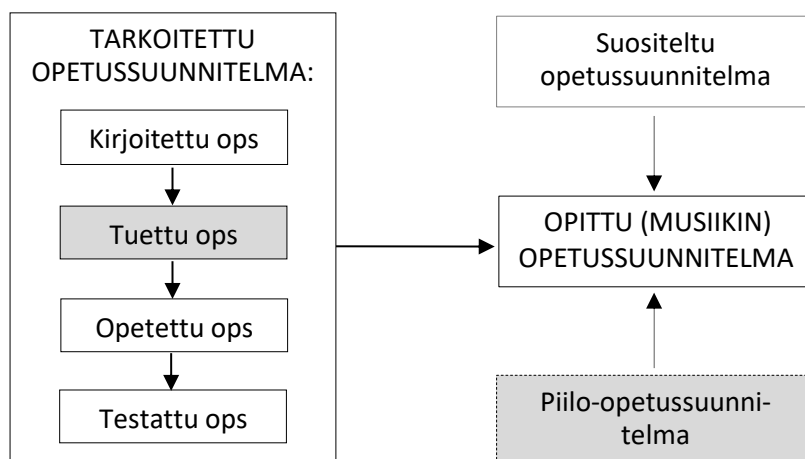 TARKOITETTU
OPETUSSUUNNITELMA:
Kirjoitettu ops
Tuettu ops
Opetettu ops
Testattu ops
Suositeltu
opetussuunnitelma
OPITTU (MUSIIKIN)
OPETUSSUUNNITELMA
Piilo-opetussuunni-
telma